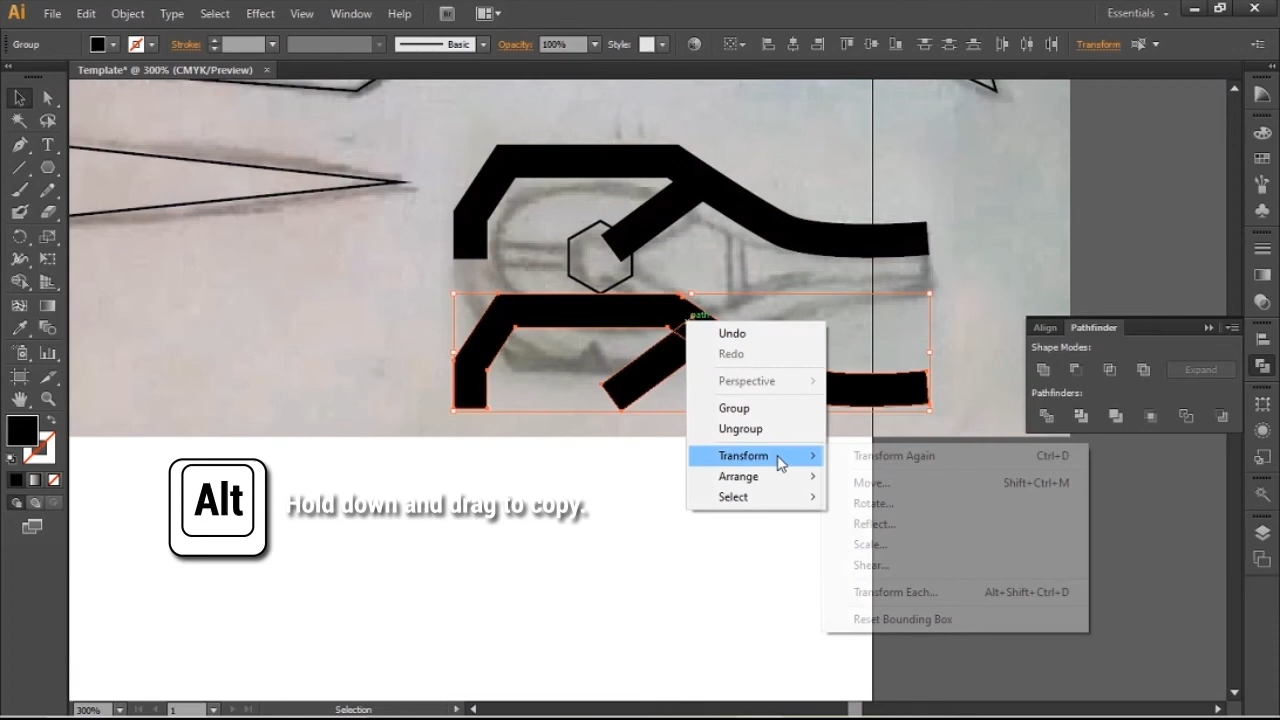 Ai File Edit Object Type Select Effect View Window Help Br Essentials
Group Stroke: Basic Opacity: 100% Style: Transform
Template* @ 300% (CMYK/Preview) ×
path
Undo
Redo
Perspective
Group
Ungroup
Transform
Arrange
Select
Transform Again Ctrl+D
Move... Shift+Ctrl+M
Rotate...
Reflect...
Scale...
Shear...
Transform Each... Alt+Shift+Ctrl+D
Reset Bounding Box
Align Pathfinder
Shape Modes:
Expand
Pathfinders:
Alt Hold down and drag to copy.
300% 1 Selection